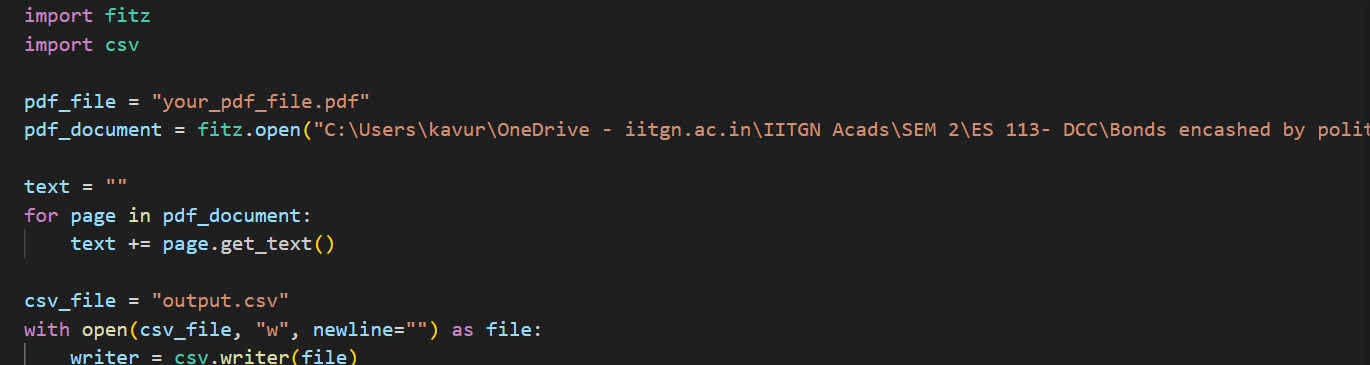 import fitz
import csv
pdf_file = "your_pdf_file.pdf"
pdf_document = fitz.open("C:\Users\kavur\OneDrive - iitgn.ac.in\IITGN Acads\SEM 2\ES 113- DCC\Bonds encashed by polit
text = ""
for page in pdf_document:
    text += page.get_text()
csv_file = "output.csv"
with open(csv_file, "w", newline="") as file:
    writer = csv.writer(file)